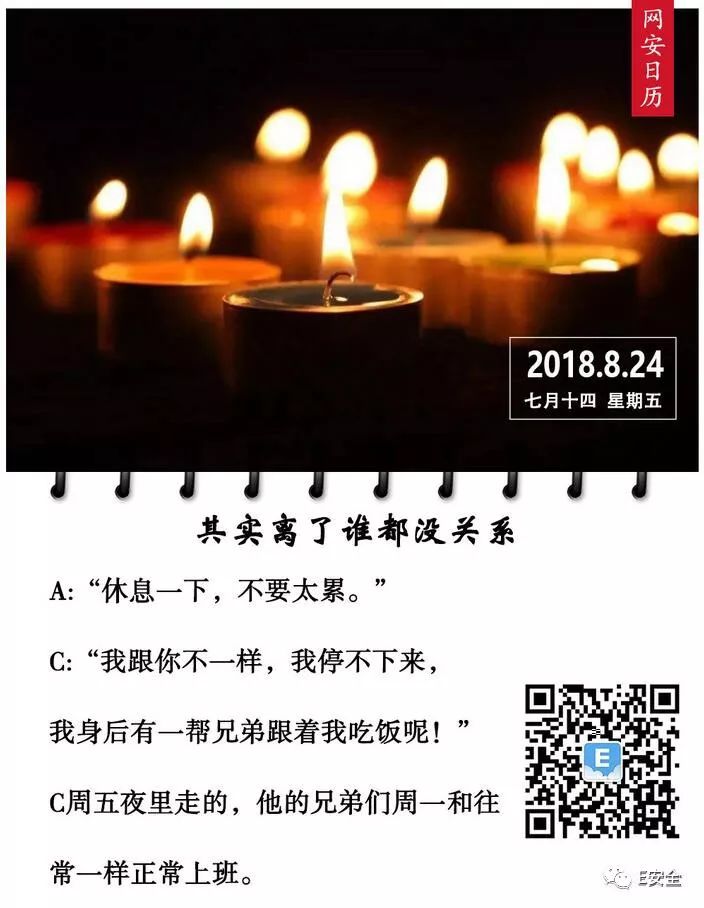 网安日历
2018.8.24
七月十四 星期五
其实离了谁都没关系
A:“休息一下，不要太累。”
C:“我跟你不一样，我停不下来，
我身后有一帮兄弟跟着我吃饭呢！”
C周五夜里走的，他的兄弟们周一和往
常一样正常上班。
E
E安全